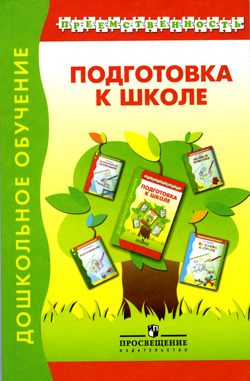 ПРЕЕМСТВЕННОСТЬ
ПОДГОТОВКА
К ШКОЛЕ
ДОШКОЛЬНОЕ ОБУЧЕНИЕ
ПОДГОТОВКА
К ШКОЛЕ
ПРОСВЕЩЕНИЕ
ИЗДАТЕЛЬСТВО